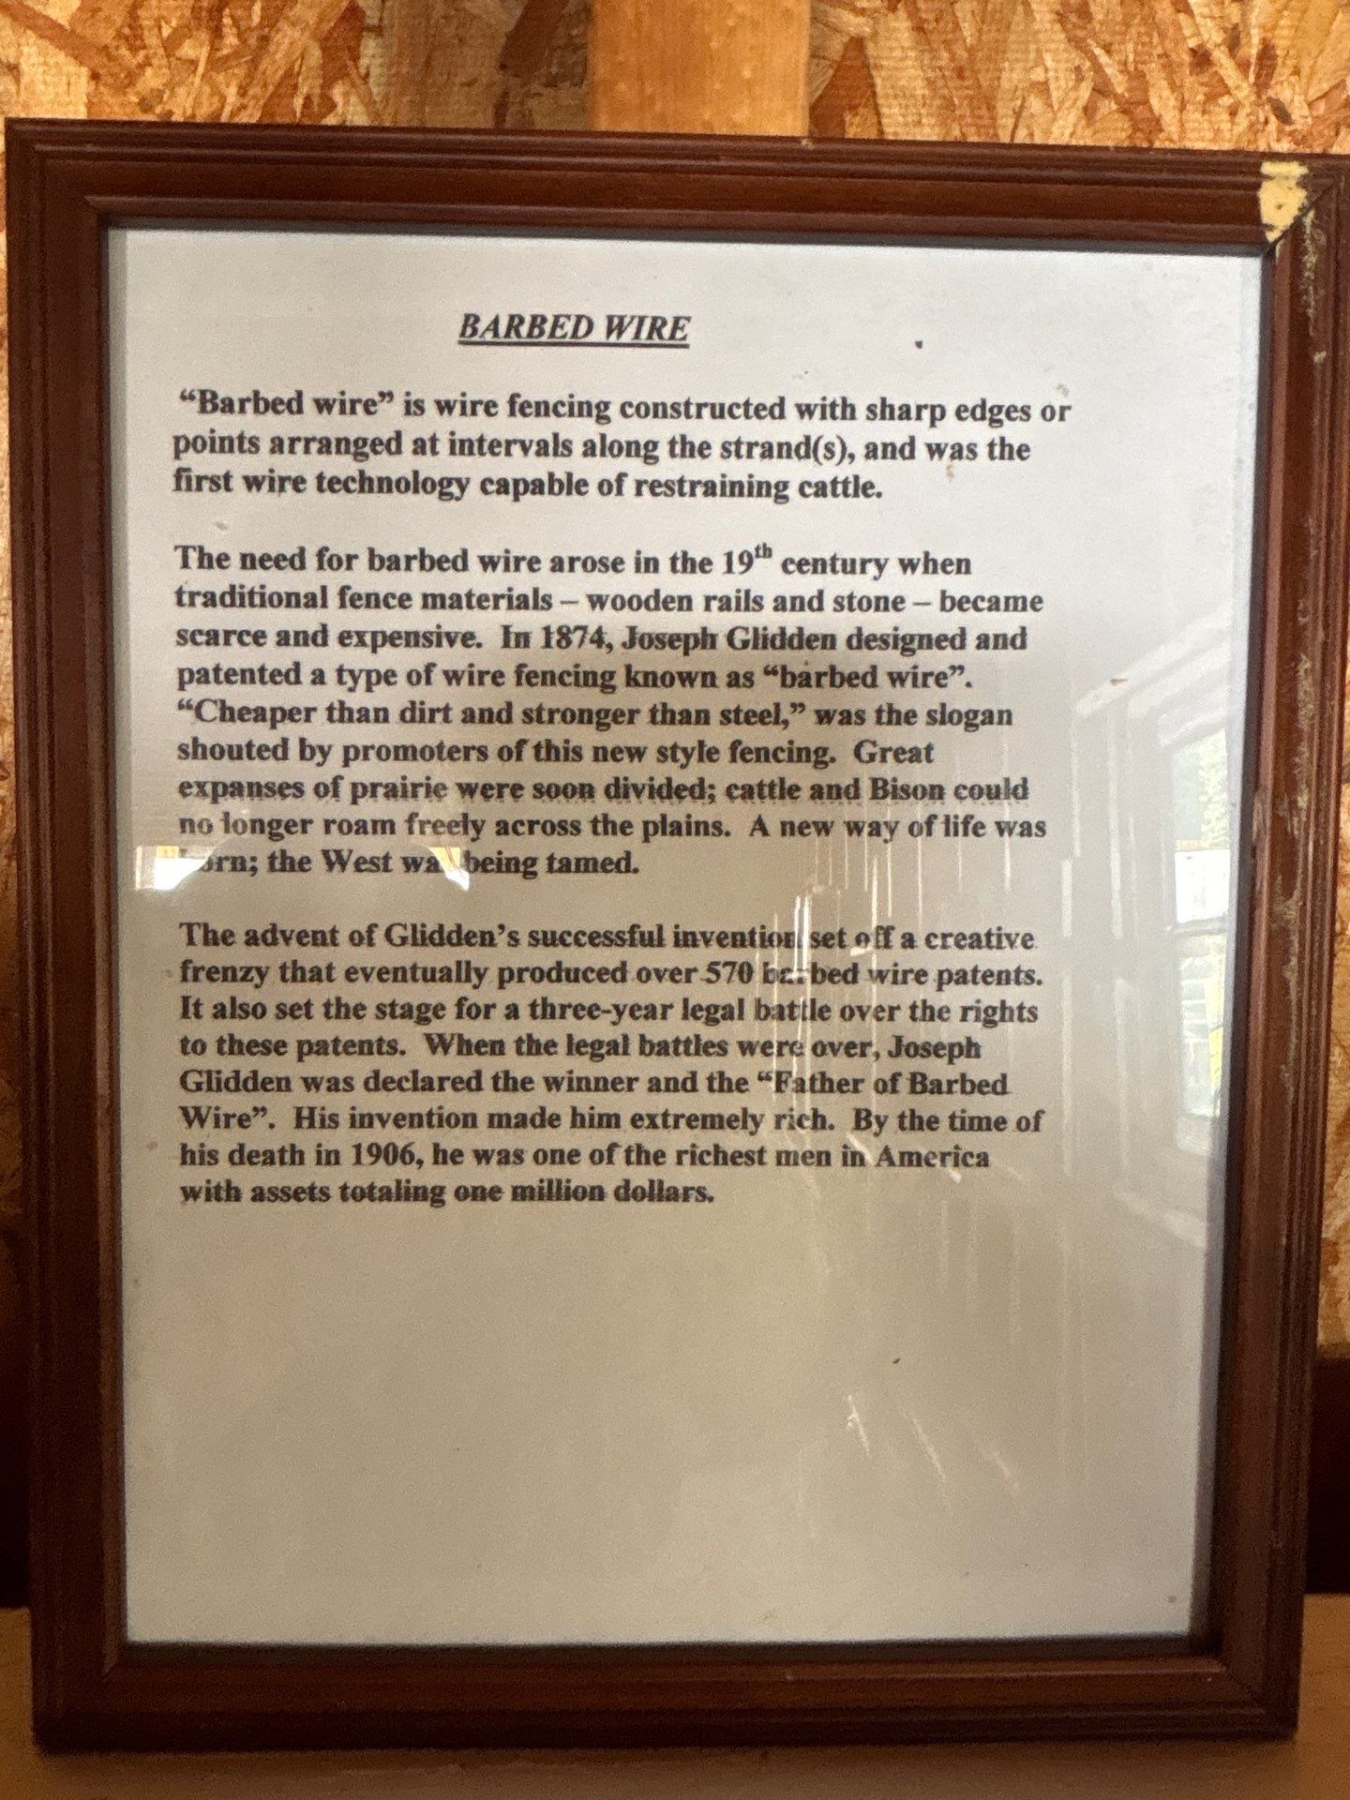 BARBED WIRE
“Barbed wire” is wire fencing constructed with sharp edges or
points arranged at intervals along the strand(s), and was the
first wire technology capable of restraining cattle.
The need for barbed wire arose in the 19th century when
traditional fence materials – wooden rails and stone – became
scarce and expensive. In 1874, Joseph Glidden designed and
patented a type of wire fencing known as “barbed wire”.
“Cheaper than dirt and stronger than steel,” was the slogan
shouted by promoters of this new style fencing. Great
expanses of prairie were soon divided; cattle and Bison could
no longer roam freely across the plains. A new way of life was
born; the West was being tamed.
The advent of Glidden’s successful invention set off a creative
frenzy that eventually produced over 570 barbed wire patents.
It also set the stage for a three-year legal battle over the rights
to these patents. When the legal battles were over, Joseph
Glidden was declared the winner and the “Father of Barbed
Wire”. His invention made him extremely rich. By the time of
his death in 1906, he was one of the richest men in America
with assets totaling one million dollars.